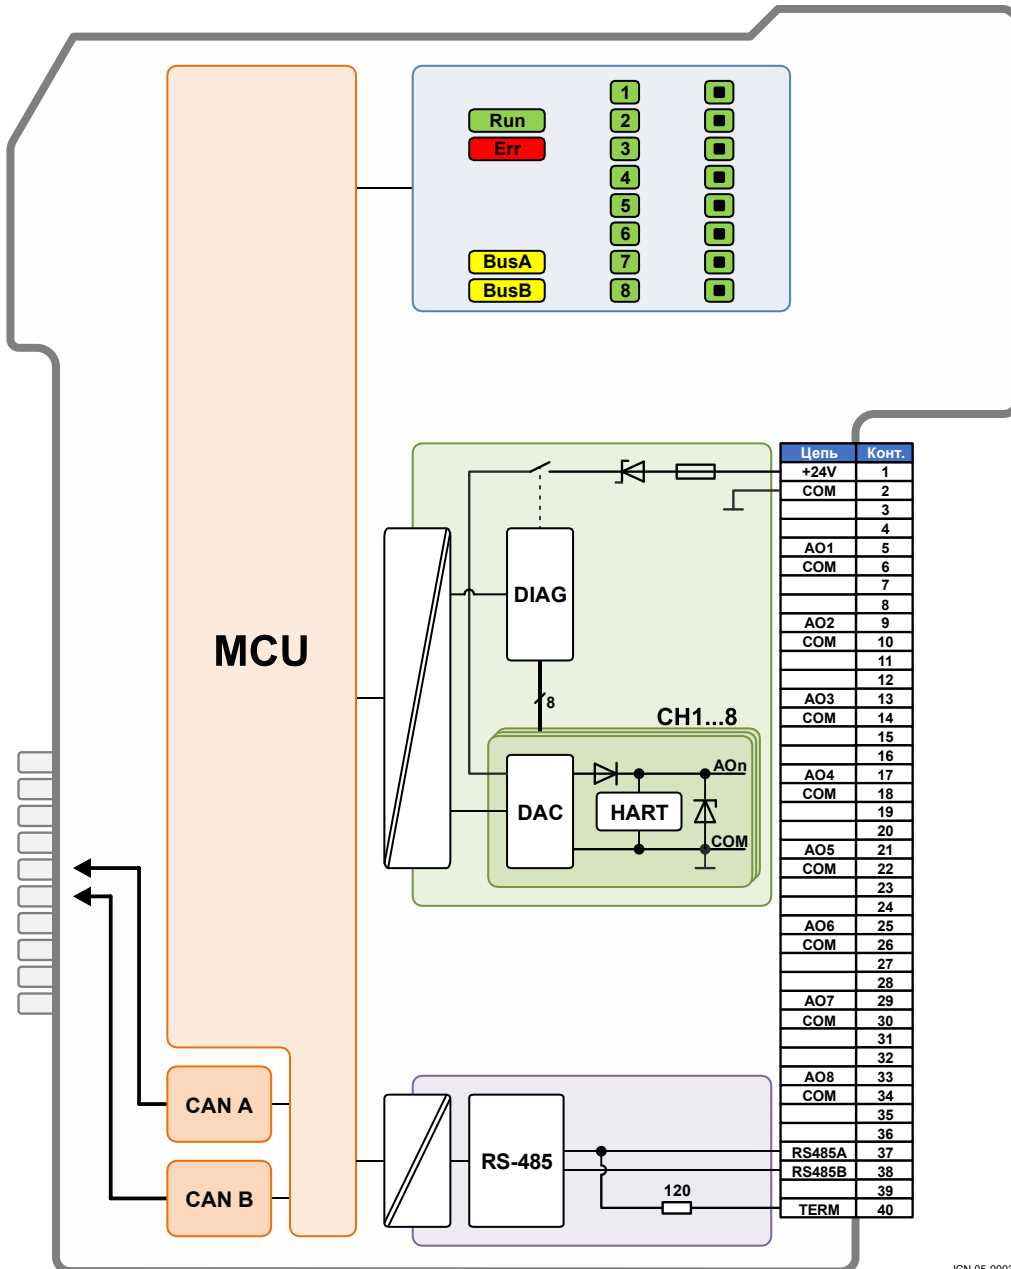 1
Run 2
Err 3
4
5
6
BusA 7
BusB 8
Цепь Конт.
+24V 1
COM 2
3
4
AO1 5
COM 6
7
8
AO2 9
COM 10
11
12
AO3 13
COM 14
15
16
AO4 17
COM 18
19
20
AO5 21
COM 22
23
24
AO6 25
COM 26
27
28
AO7 29
COM 30
31
32
AO8 33
COM 34
35
36
RS485A 37
RS485B 38
39
TERM 40
MCU
DIAG
8
CH1...8
DAC
AOn
HART
COM
CAN A
CAN B
RS-485
120